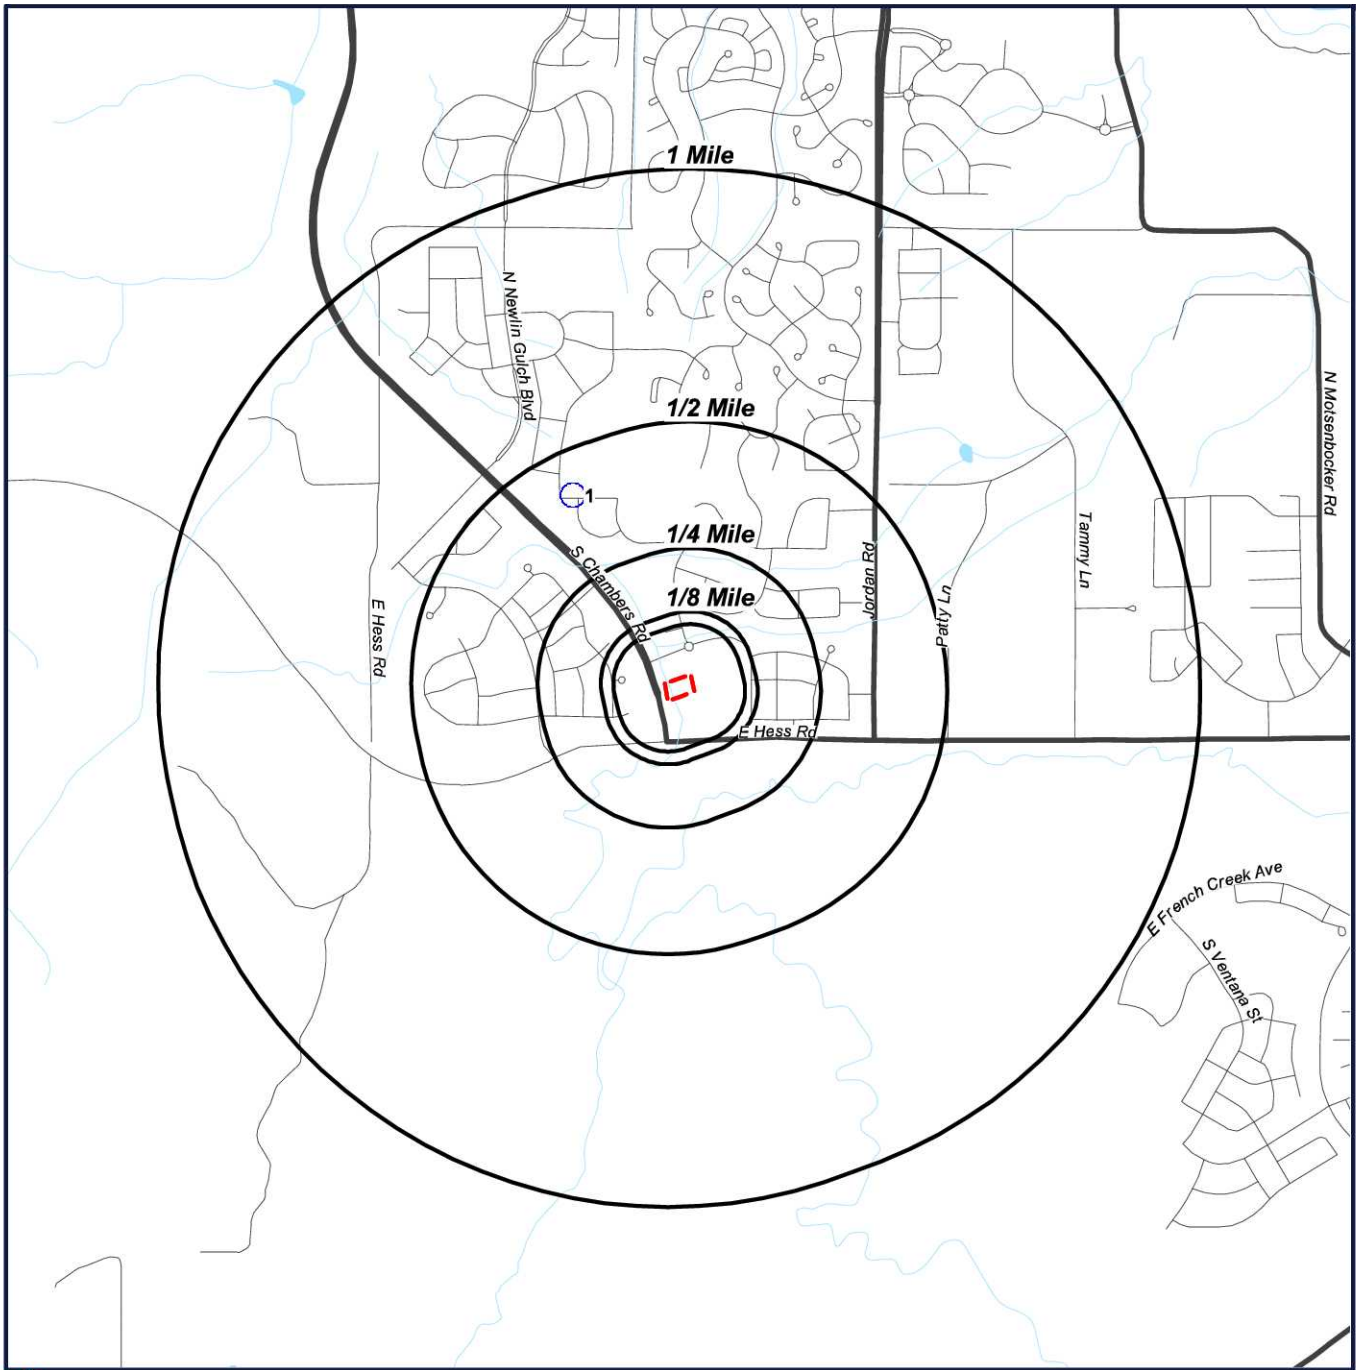 1 Mile
N Newlin Gulch Blvd
N Motsenbocker Rd
1/2 Mile
1
1/4 Mile
S Chambers Rd
Jordan Rd
Tammy Ln
1/8 Mile
E Hess Rd
Patty Ln
E Hess Rd
E French Creek Ave
S Ventana St